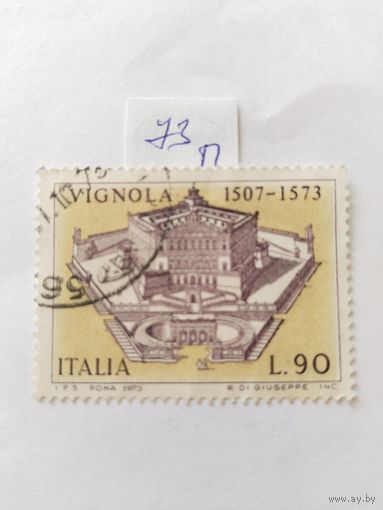 73
п
VIGNOLA 1507-1573
ITALIA L.90
I.P.S. ROMA 1973 R. DI GIUSEPPE INC.
www.ay.by